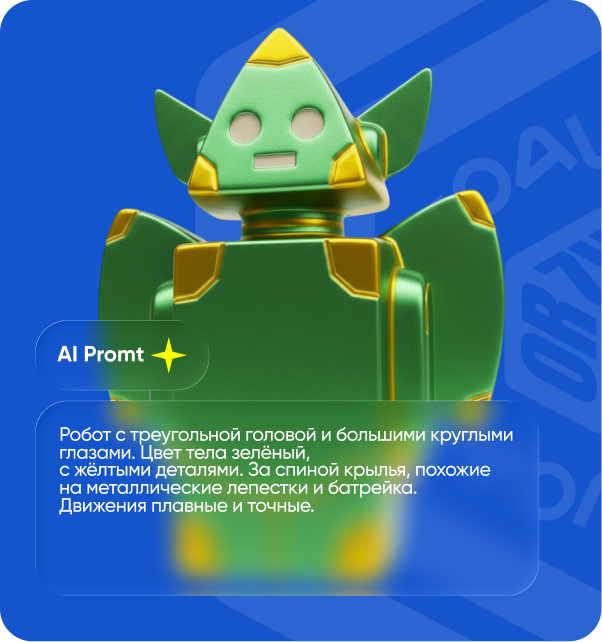 AI Promt
Робот с треугольной головой и большими круглыми
глазами. Цвет тела зелёный,
с жёлтыми деталями. За спиной крылья, похожие
на металлические лепестки и батрейка.
Движения плавные и точные.